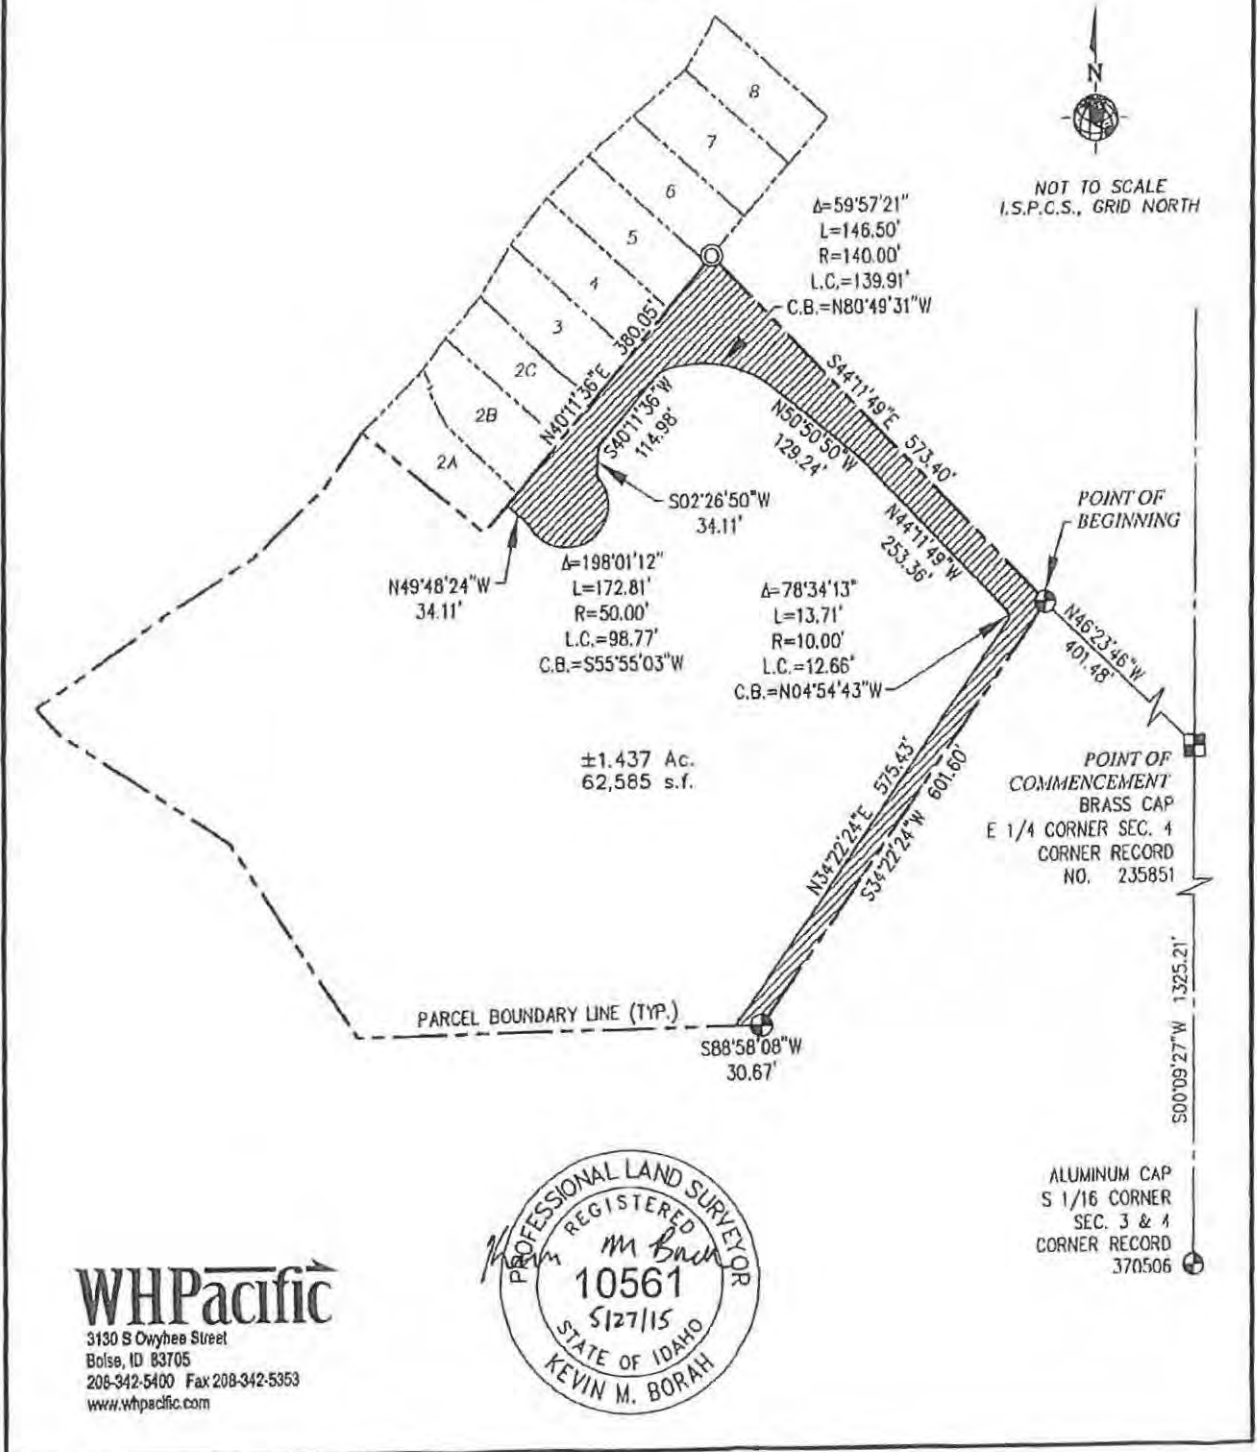 8
7
6
5
4
3
2C
2B
2A
N
NOT TO SCALE
I.S.P.C.S., GRID NORTH
Δ=59°57'21"
L=146.50'
R=140.00'
L.C.=139.91'
C.B.=N80°49'31"W
N40°11'36"E 380.05'
S40°11'36"W
114.98'
S44°11'49"E 573.40'
N50°50'50"W
129.24'
S02°26'50"W
34.11'
N44°11'49"W
253.36'
POINT OF
BEGINNING
N49°48'24"W
34.11'
Δ=198°01'12"
L=172.81'
R=50.00'
L.C.=98.77'
C.B.=S55°55'03"W
Δ=78°34'13"
L=13.71'
R=10.00'
L.C.=12.66'
C.B.=N04°54'43"W
N46°23'46"W
401.48'
±1.437 Ac.
62,585 s.f.
N34°22'24"E 575.43'
S34°22'24"W 601.60'
POINT OF
COMMENCEMENT
BRASS CAP
E 1/4 CORNER SEC. 4
CORNER RECORD
NO. 235851
S00°09'27"W 1325.21'
PARCEL BOUNDARY LINE (TYP.)
S88°58'08"W
30.67'
ALUMINUM CAP
S 1/16 CORNER
SEC. 3 & 4
CORNER RECORD
370506
PROFESSIONAL LAND SURVEYOR
REGISTERED
10561
5/27/15
STATE OF IDAHO
KEVIN M. BORAH
WHPacific
3130 S Owyhee Street
Boise, ID 83705
208-342-5400 Fax 208-342-5353
www.whpacific.com